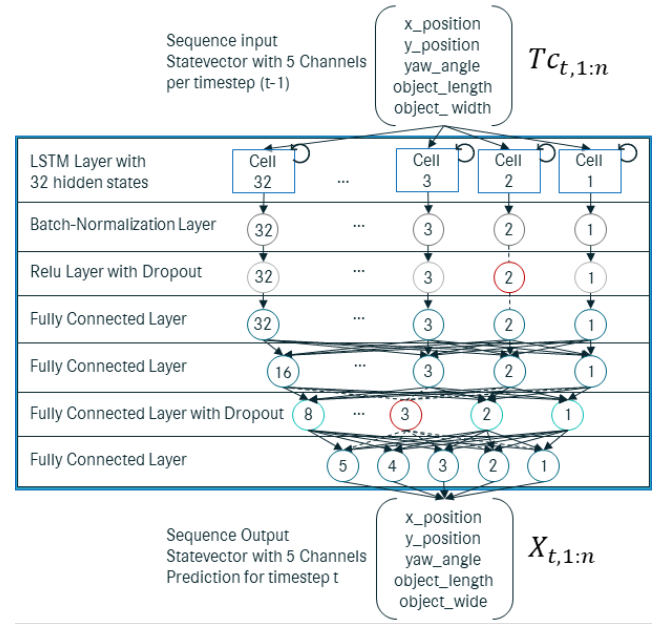 Sequence input
Statevector with 5 Channels
per timestep (t-1)
x_position
y_position
yaw_angle
object_length
object_ width
Tc_{t,1:n}
LSTM Layer with
32 hidden states
Cell
32
...
Cell
3
Cell
2
Cell
1
Batch-Normalization Layer
32 ... 3 2 1
Relu Layer with Dropout
32 ... 3 2 1
Fully Connected Layer
32 ... 3 2 1
Fully Connected Layer
16 ... 3 2 1
Fully Connected Layer with Dropout
8 ... 3 2 1
Fully Connected Layer
5 4 3 2 1
Sequence Output
Statevector with 5 Channels
Prediction for timestep t
x_position
y_position
yaw_angle
object_length
object_wide
X_{t,1:n}